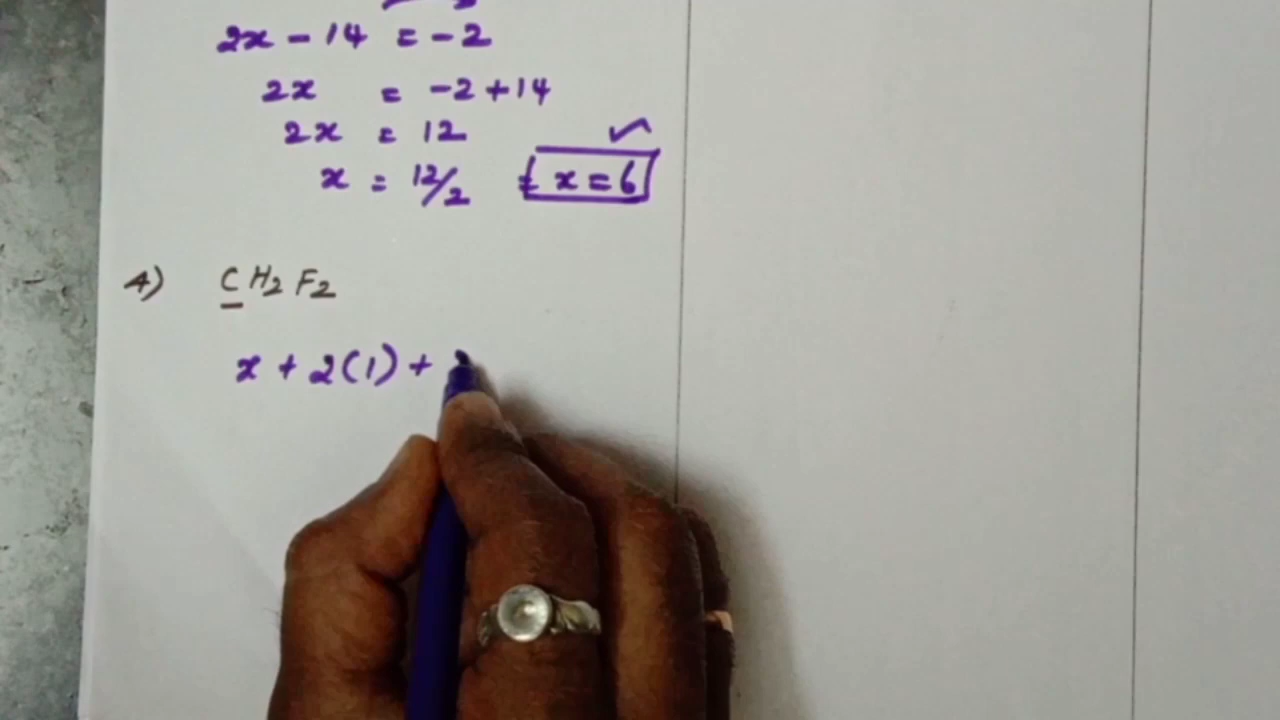 2x - 14 = -2
2x = -2 + 14
2x = 12
x = 12/2 = x = 6 ✓
4) CH₂F₂
x + 2(1) +